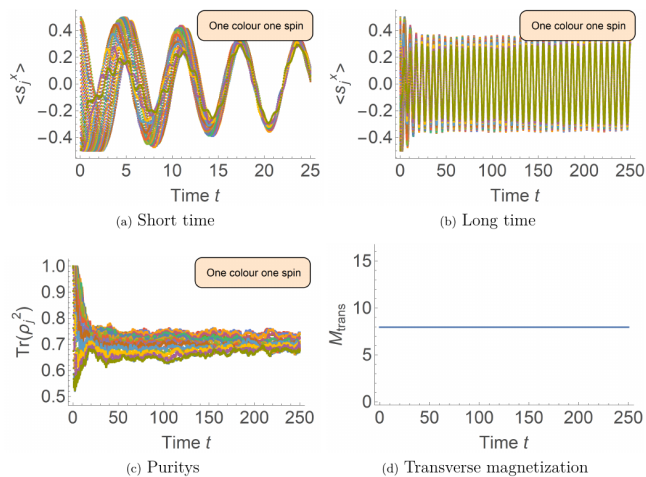 One colour one spin
<s_j^x>
0.4
0.2
0.0
−0.2
−0.4
0 5 10 15 20 25
Time t
(a) Short time
One colour one spin
<s_j^x>
0.4
0.2
0.0
−0.2
−0.4
0 50 100 150 200 250
Time t
(b) Long time
One colour one spin
Tr(ρ_j^2)
1.0
0.9
0.8
0.7
0.6
0.5
0 50 100 150 200 250
Time t
(c) Puritys
M_trans
15
10
5
0
0 50 100 150 200 250
Time t
(d) Transverse magnetization